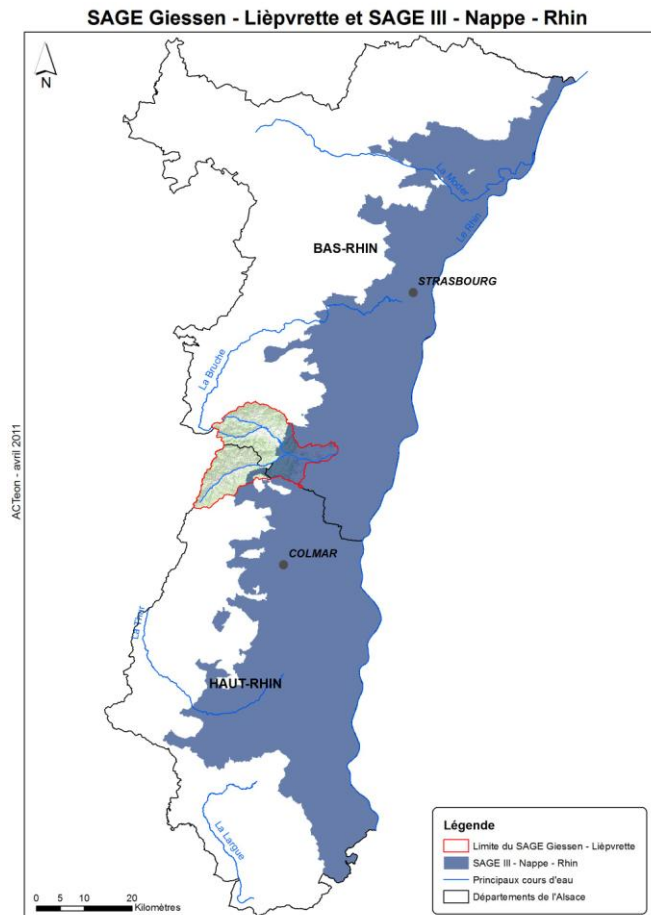 SAGE Giessen - Lièpvrette et SAGE III - Nappe - Rhin
N
La Moder
Le Rhin
BAS-RHIN
STRASBOURG
La Bruche
ACTeon - avril 2011
COLMAR
La Thur
HAUT-RHIN
La Largue
Légende
Limite du SAGE Giessen - Lièpvrette
SAGE III - Nappe - Rhin
Principaux cours d'eau
Départements de l'Alsace
0 5 10 20
Kilomètres